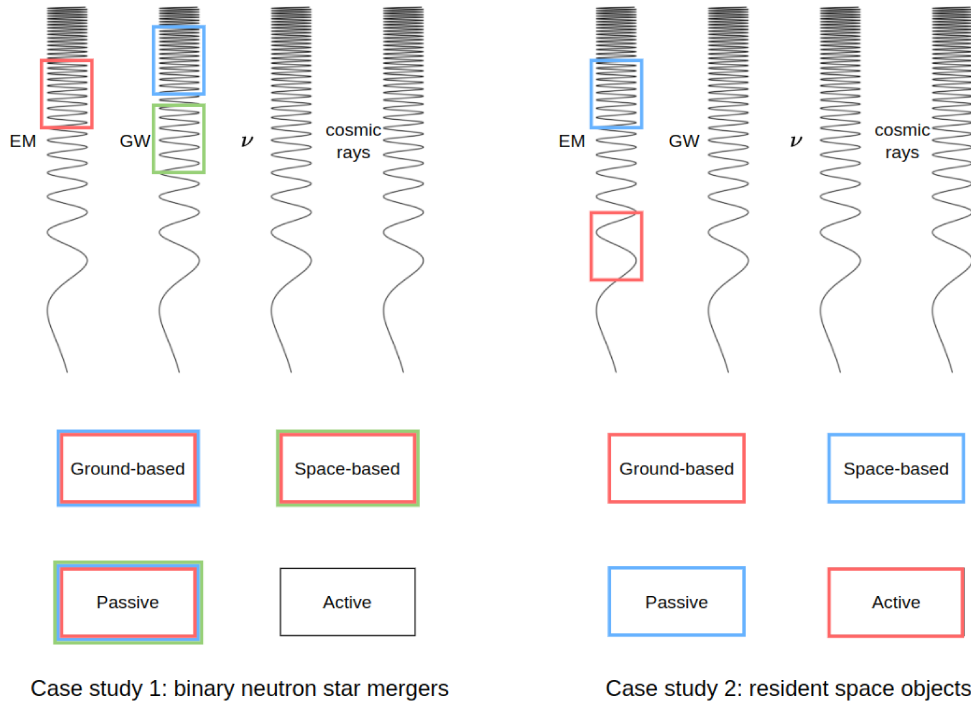 EM
GW
ν
cosmic
rays
EM
GW
ν
cosmic
rays
Ground-based
Space-based
Ground-based
Space-based
Passive
Active
Passive
Active
Case study 1: binary neutron star mergers
Case study 2: resident space objects